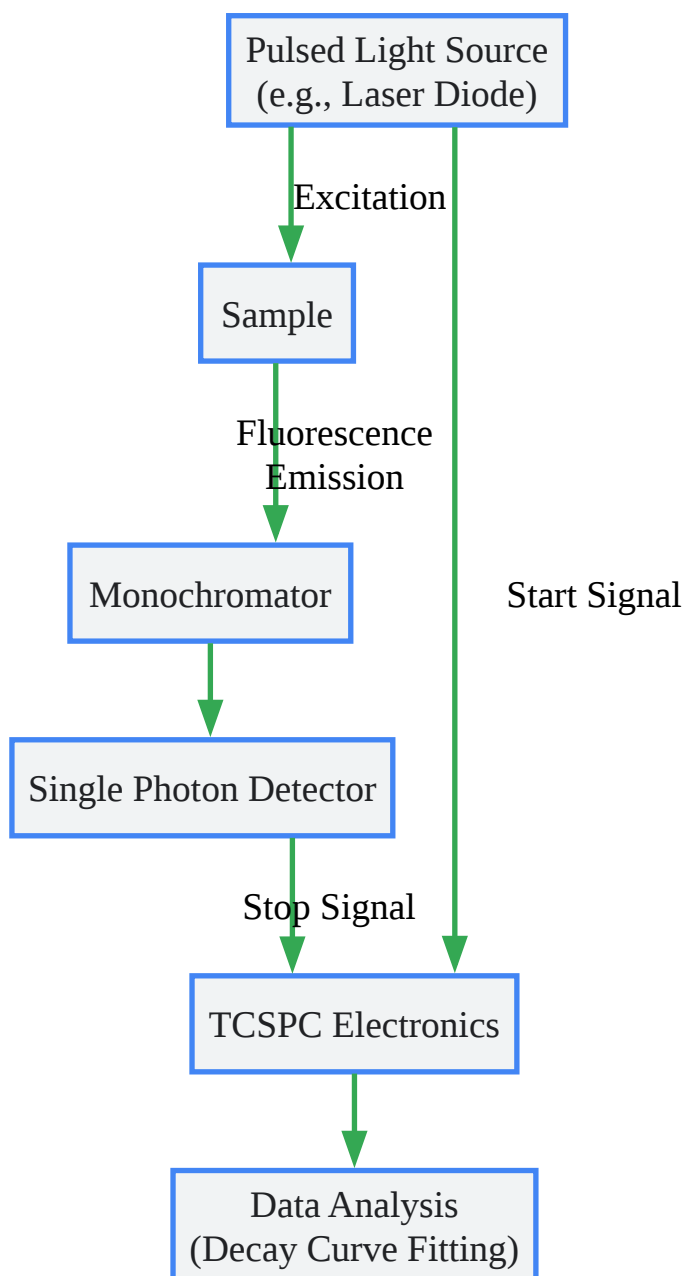 Pulsed Light Source
(e.g., Laser Diode)
Excitation
Sample
Fluorescence
Emission
Monochromator
Start Signal
Single Photon Detector
Stop Signal
TCSPC Electronics
Data Analysis
(Decay Curve Fitting)